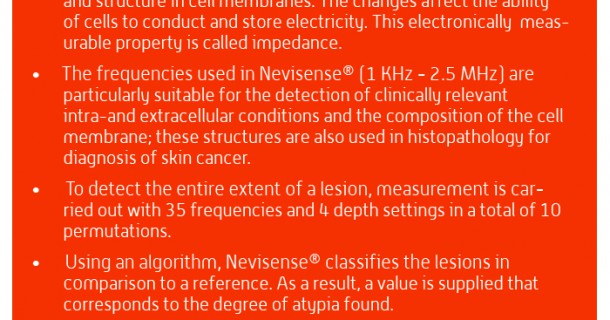 and structure in cell membranes. The changes affect the ability
of cells to conduct and store electricity. This electronically meas-
urable property is called impedance.
• The frequencies used in Nevisense® (1 KHz - 2.5 MHz) are
particularly suitable for the detection of clinically relevant
intra-and extracellular conditions and the composition of the cell
membrane; these structures are also used in histopathology for
diagnosis of skin cancer.
• To detect the entire extent of a lesion, measurement is car-
ried out with 35 frequencies and 4 depth settings in a total of 10
permutations.
• Using an algorithm, Nevisense® classifies the lesions in
comparison to a reference. As a result, a value is supplied that
corresponds to the degree of atypia found.